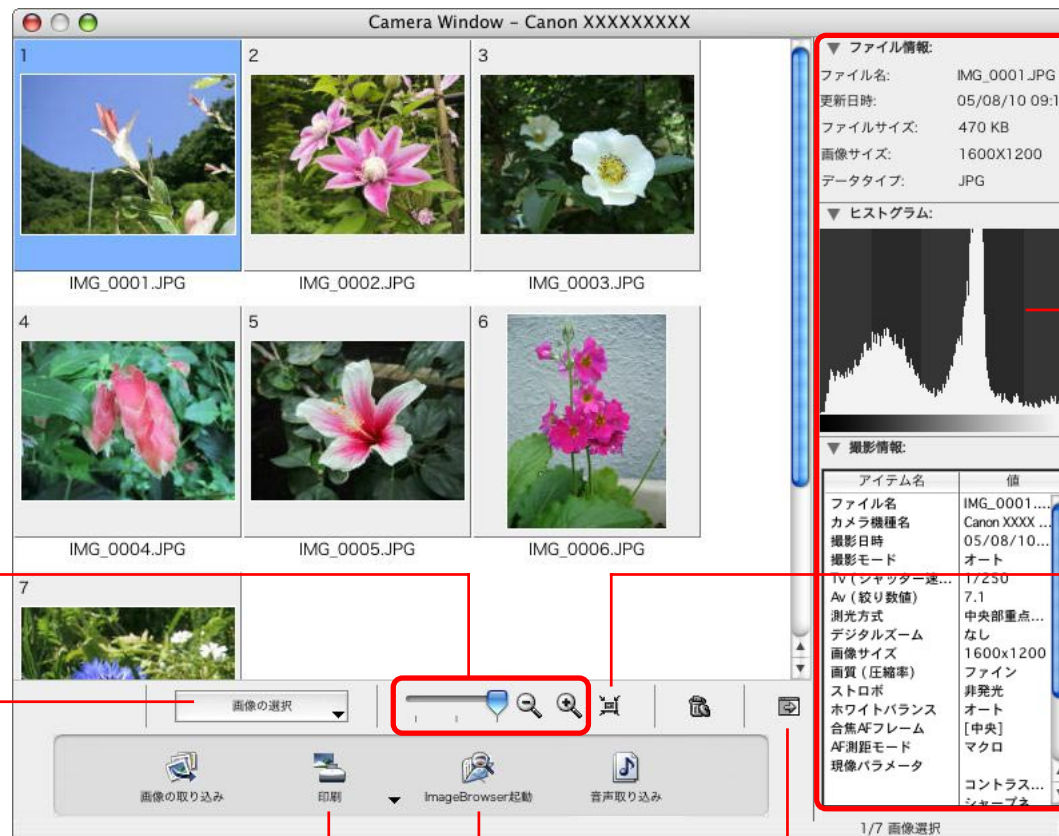 Camera Window – Canon XXXXXXXXX
1
2
3
IMG_0001.JPG
IMG_0002.JPG
IMG_0003.JPG
4
5
6
IMG_0004.JPG
IMG_0005.JPG
IMG_0006.JPG
7
画像の選択
画像の取り込み
印刷
ImageBrowser起動
音声取り込み
▼ ファイル情報:
ファイル名: IMG_0001.JPG
更新日時: 05/08/10 09:1
ファイルサイズ: 470 KB
画像サイズ: 1600X1200
データタイプ: JPG
▼ ヒストグラム:
▼ 撮影情報:
アイテム名 値
ファイル名 IMG_0001....
カメラ機種名 Canon XXXX ...
撮影日時 05/08/10...
撮影モード オート
Tv (シャッター速... 1/250
Av (絞り数値) 7.1
測光方式 中央部重点...
デジタルズーム なし
画像サイズ 1600x1200
画質 (圧縮率) ファイン
ストロボ 非発光
ホワイトバランス オート
合焦AFフレーム [中央]
AF測距モード マクロ
現像パラメータ
コントラス...
シャープネ
1/7 画像選択